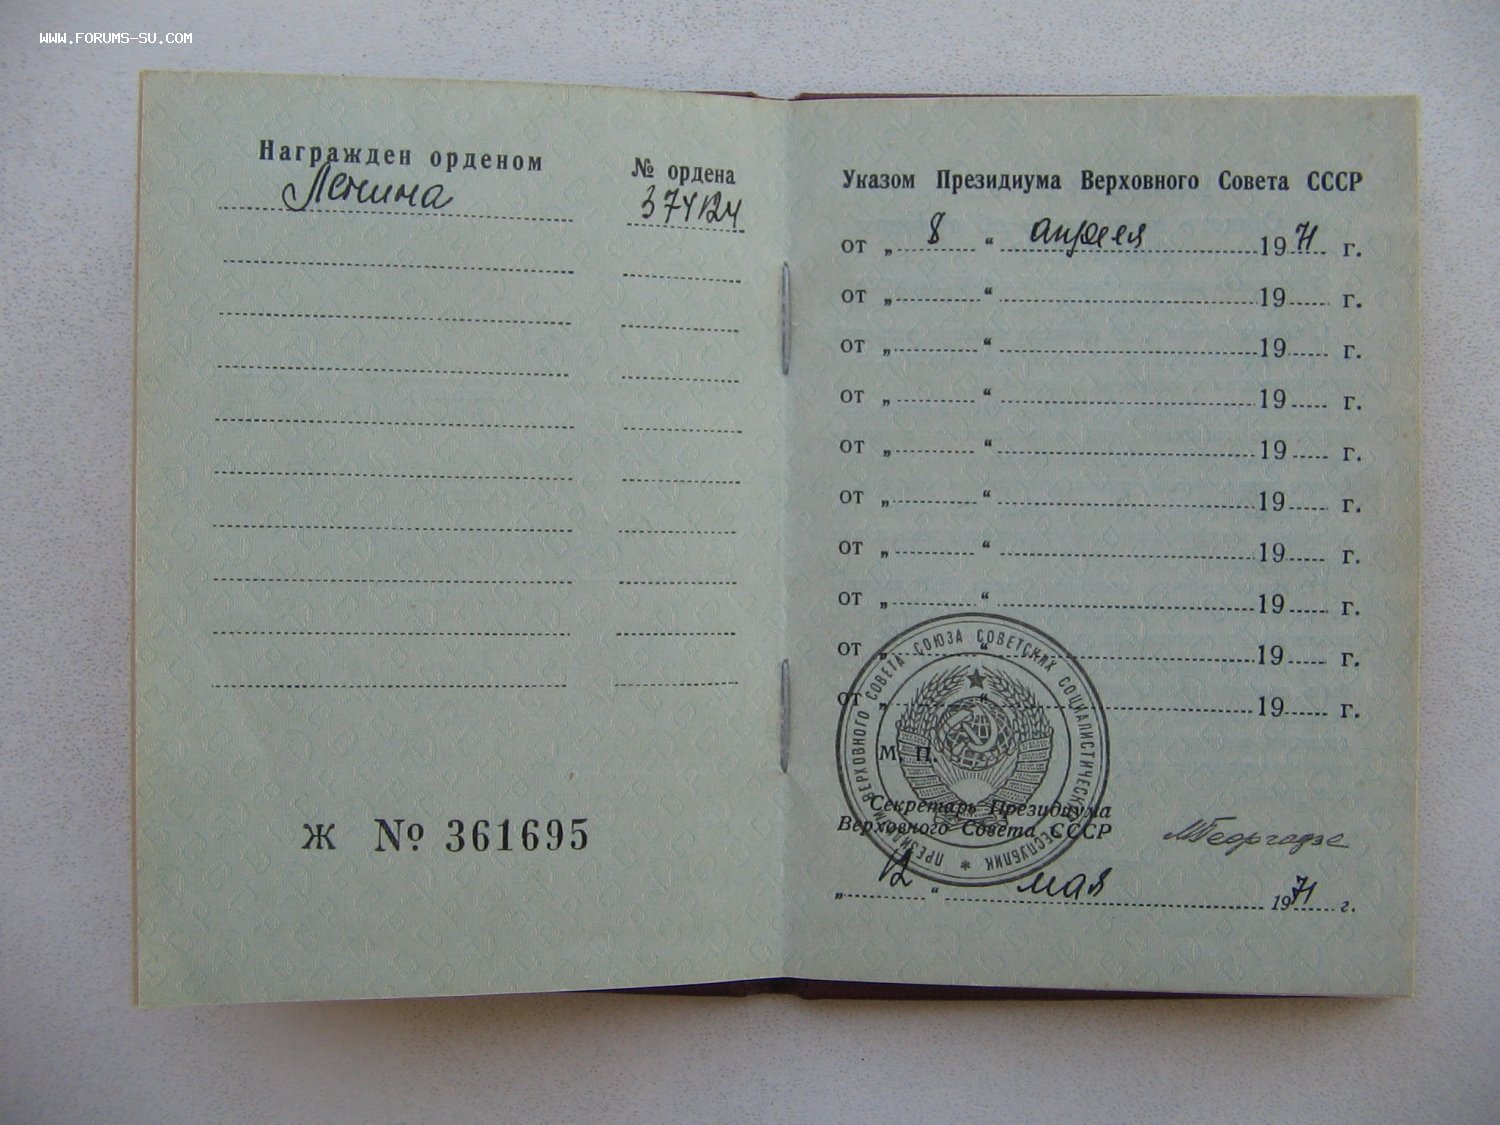 WWW.FORUMS-SU.COM
Награжден орденом
№ ордена
Ленина
374124
Ж № 361695
Указом Президиума Верховного Совета СССР
от „ 8 “ апреля 1971 г.
от „ “ 19 г.
от „ “ 19 г.
от „ “ 19 г.
от „ “ 19 г.
от „ “ 19 г.
от „ “ 19 г.
от „ “ 19 г.
от „ “ 19 г.
от „ “ 19 г.
ПРЕЗИДИУМ ВЕРХОВНОГО СОВЕТА СОЮЗА СОВЕТСКИХ СОЦИАЛИСТИЧЕСКИХ РЕСПУБЛИК *
М. П.
Секретарь Президиума
Верховного Совета СССР
МГеоргадзе
„ 12 “ мая 1971 г.